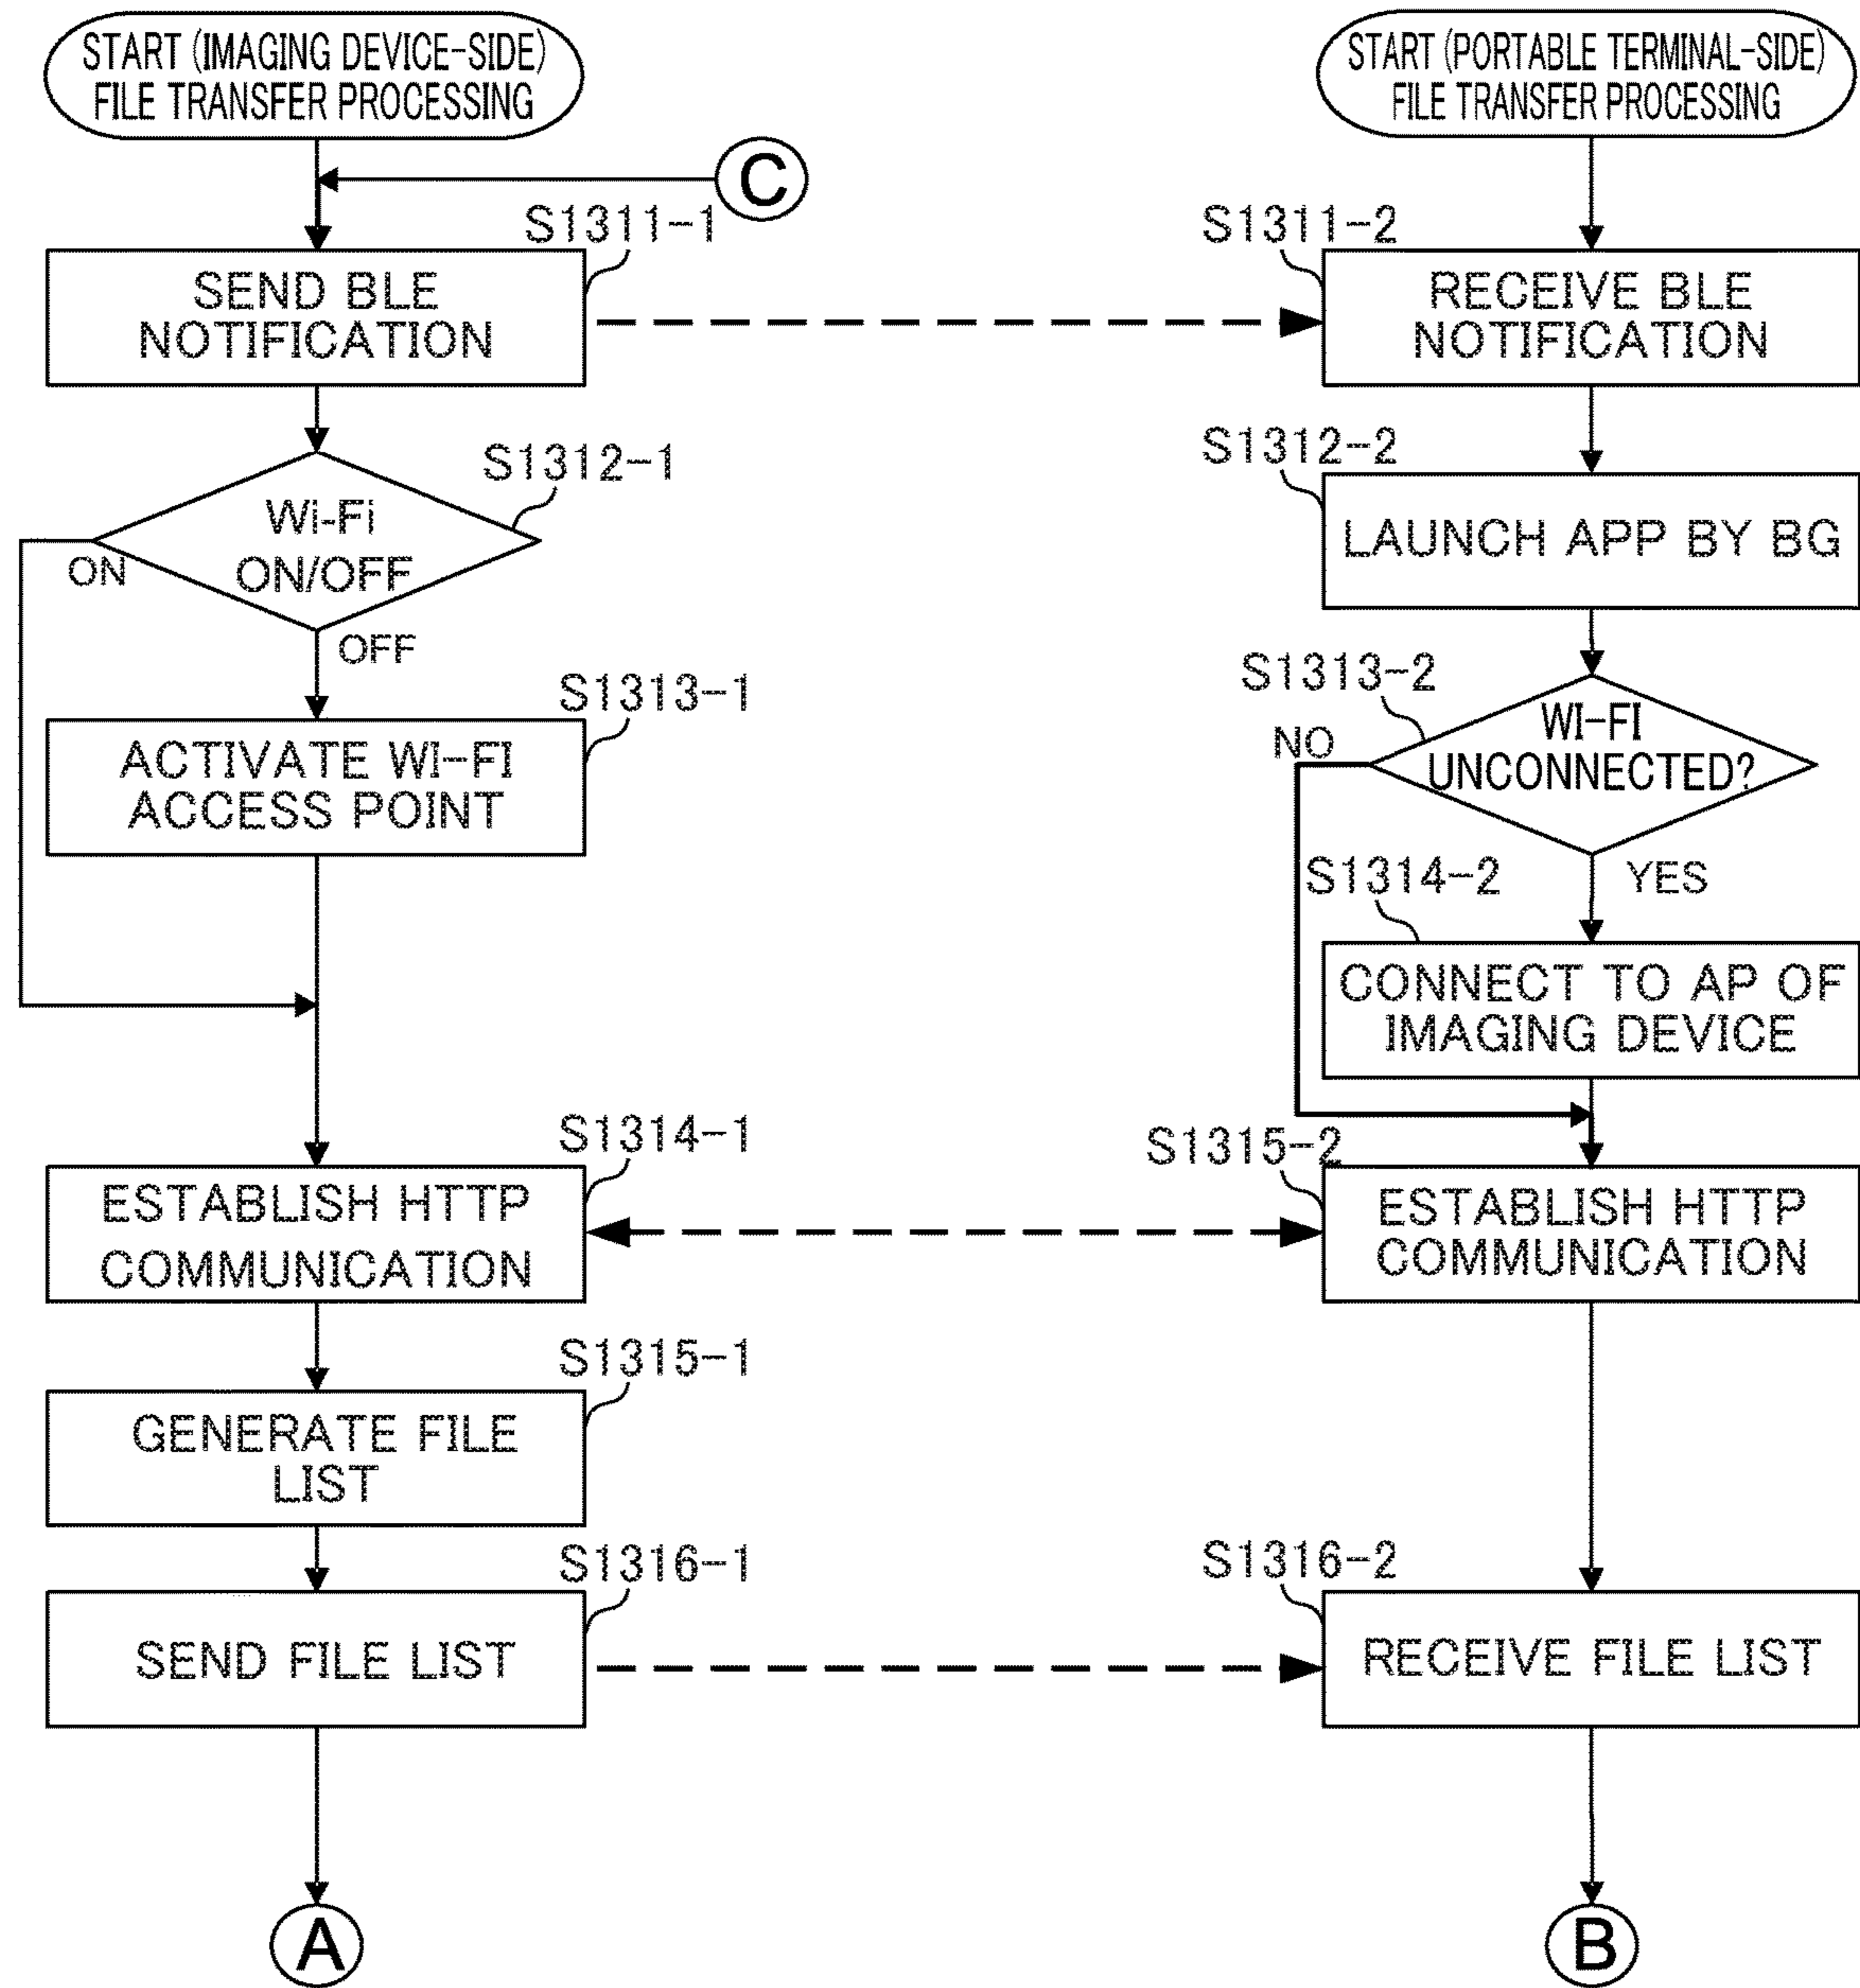 START (IMAGING DEVICE-SIDE)
FILE TRANSFER PROCESSING
C
S1311-1
SEND BLE
NOTIFICATION
S1312-1
Wi-Fi
ON/OFF
ON
OFF
S1313-1
ACTIVATE WI-FI
ACCESS POINT
S1314-1
ESTABLISH HTTP
COMMUNICATION
S1315-1
GENERATE FILE
LIST
S1316-1
SEND FILE LIST
A
START (PORTABLE TERMINAL-SIDE)
FILE TRANSFER PROCESSING
S1311-2
RECEIVE BLE
NOTIFICATION
S1312-2
LAUNCH APP BY BG
S1313-2
WI-FI
UNCONNECTED?
NO
YES
S1314-2
CONNECT TO AP OF
IMAGING DEVICE
S1315-2
ESTABLISH HTTP
COMMUNICATION
S1316-2
RECEIVE FILE LIST
B